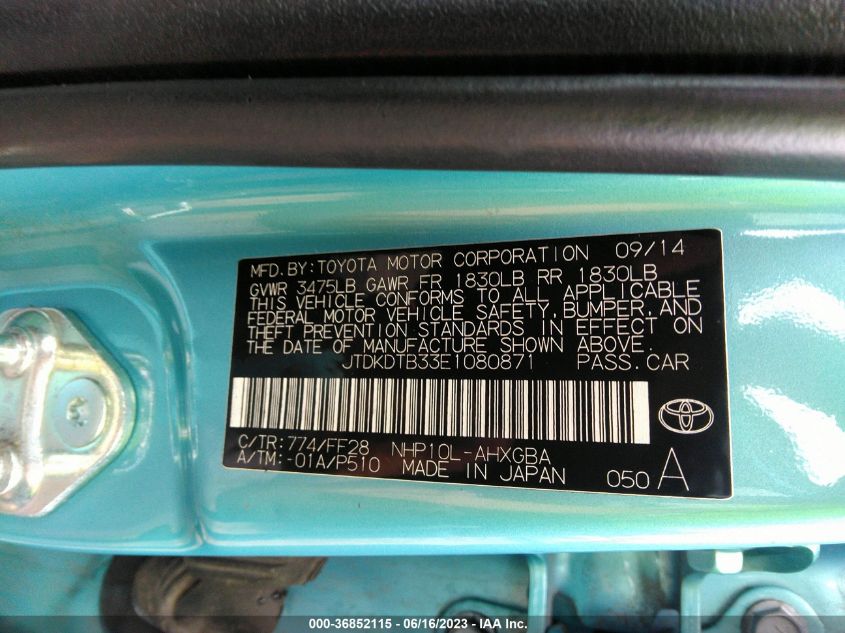 MFD.BY:TOYOTA MOTOR CORPORATION 09/14
GVWR 3475LB GAWR FR 1830LB RR 1830LB
THIS VEHICLE CONFORMS TO ALL APPLICABLE
FEDERAL MOTOR VEHICLE SAFETY,BUMPER,AND
THEFT PREVENTION STANDARDS IN EFFECT ON
THE DATE OF MANUFACTURE SHOWN ABOVE.
JTDKDTB33E1080871 PASS.CAR
C/TR:774/FF28 NHP10L-AHXGBA
A/TM:-01A/P510 MADE IN JAPAN 050 A
000-36852115 - 06/16/2023 - IAA Inc.